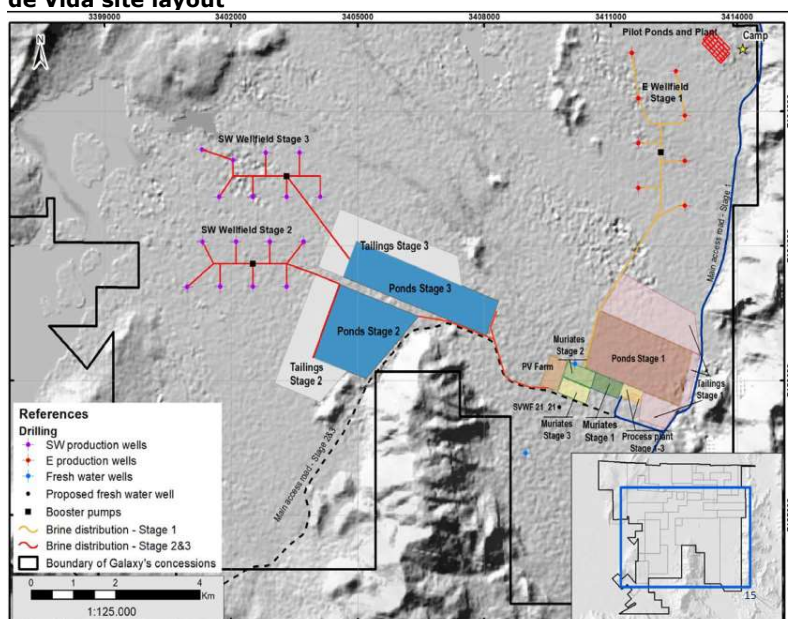 de Vida site layout
3399000
3402000
3405000
3408000
3411000
3414000
N
Pilot Ponds and Plant
Camp
E Wellfield
Stage 1
SW Wellfield Stage 3
SW Wellfield Stage 2
Main access road - Stage 1
Tailings Stage 3
Ponds Stage 3
Ponds Stage 2
Tailings
Stage 2
Muriates
Stage 2
PV Farm
Ponds Stage 1
Tailings
Stage 1
SVWF 21_21
Muriates
Stage 3
Muriates
Stage 1
Process plant
Stage 1-3
Main access road - Stage 2&3
References
Drilling
SW production wells
E production wells
Fresh water wells
Proposed fresh water well
Booster pumps
Brine distribution - Stage 1
Brine distribution - Stage 2&3
Boundary of Galaxy's concessions
0 1 2 4
Km
1:125.000
15